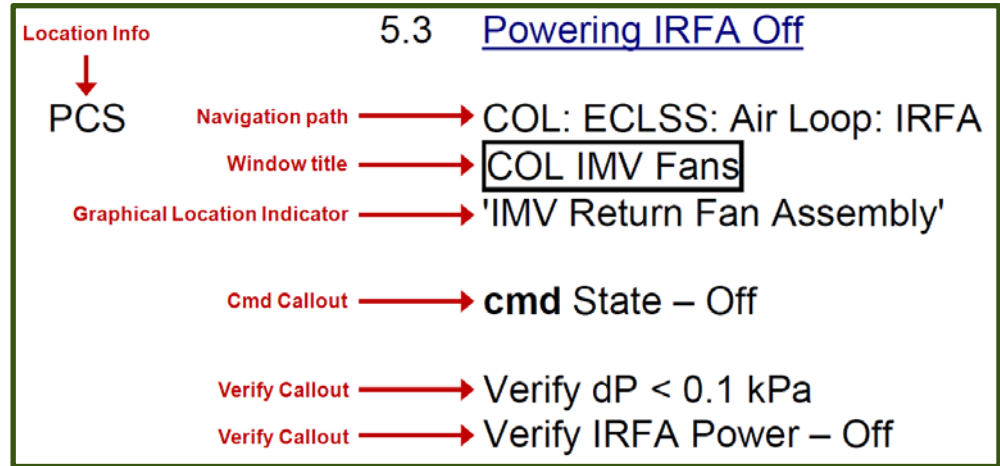 Location Info 5.3 Powering IRFA Off
PCS Navigation path COL: ECLSS: Air Loop: IRFA
Window title COL IMV Fans
Graphical Location Indicator 'IMV Return Fan Assembly'
Cmd Callout cmd State – Off
Verify Callout Verify dP < 0.1 kPa
Verify Callout Verify IRFA Power – Off